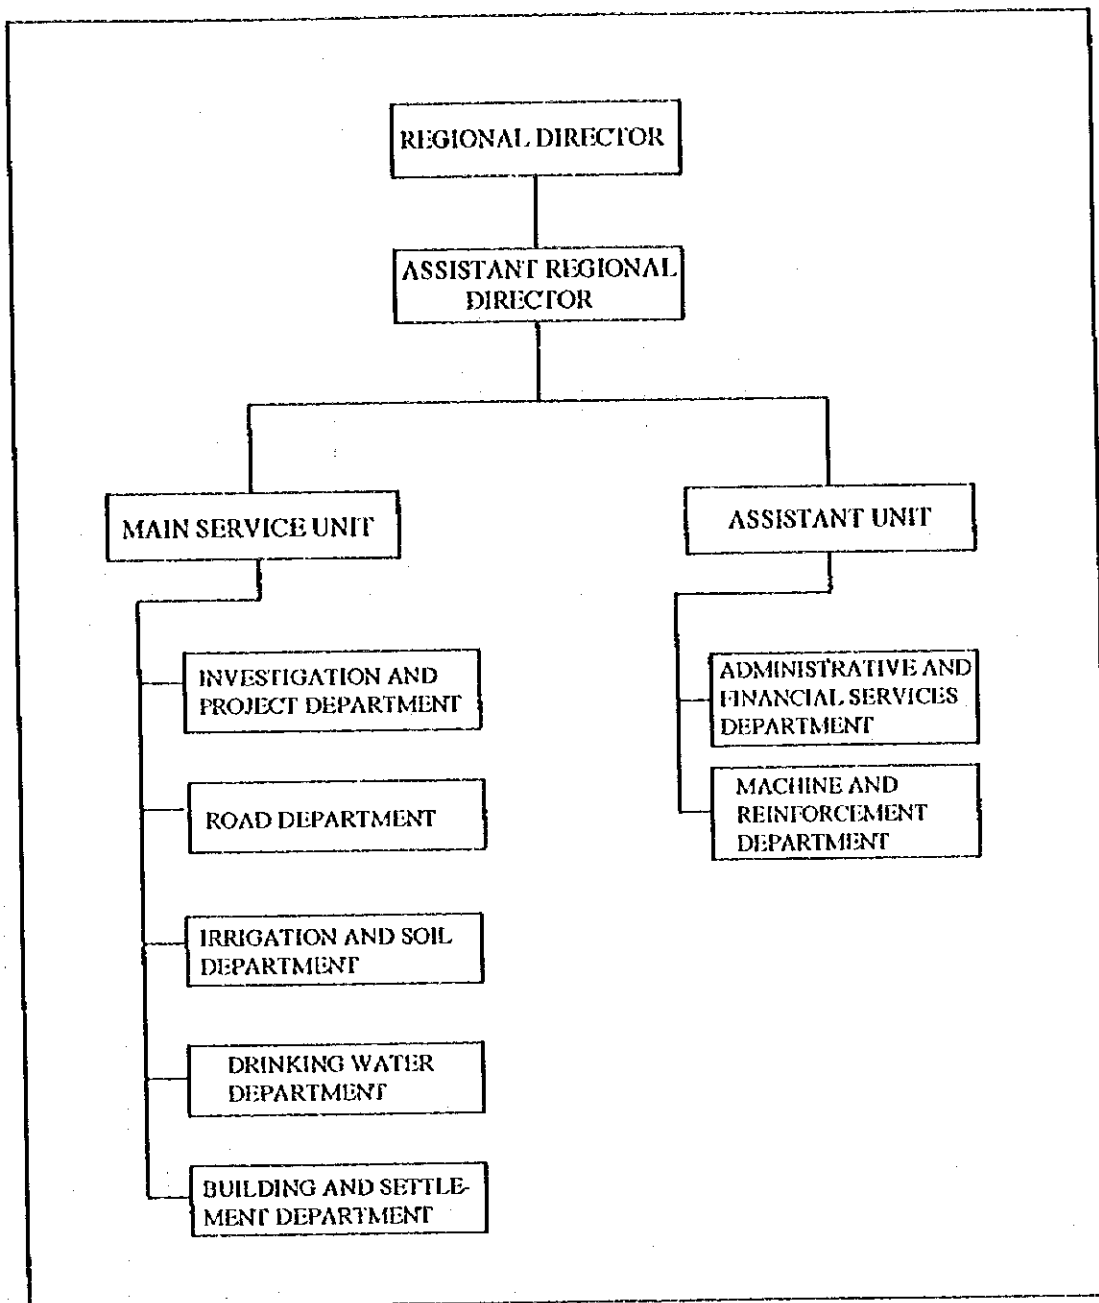 REGIONAL DIRECTOR
ASSISTANT REGIONAL
DIRECTOR
MAIN SERVICE UNIT
INVESTIGATION AND
PROJECT DEPARTMENT
ROAD DEPARTMENT
IRRIGATION AND SOIL
DEPARTMENT
DRINKING WATER
DEPARTMENT
BUILDING AND SETTLE-
MENT DEPARTMENT
ASSISTANT UNIT
ADMINISTRATIVE AND
FINANCIAL SERVICES
DEPARTMENT
MACHINE AND
REINFORCEMENT
DEPARTMENT